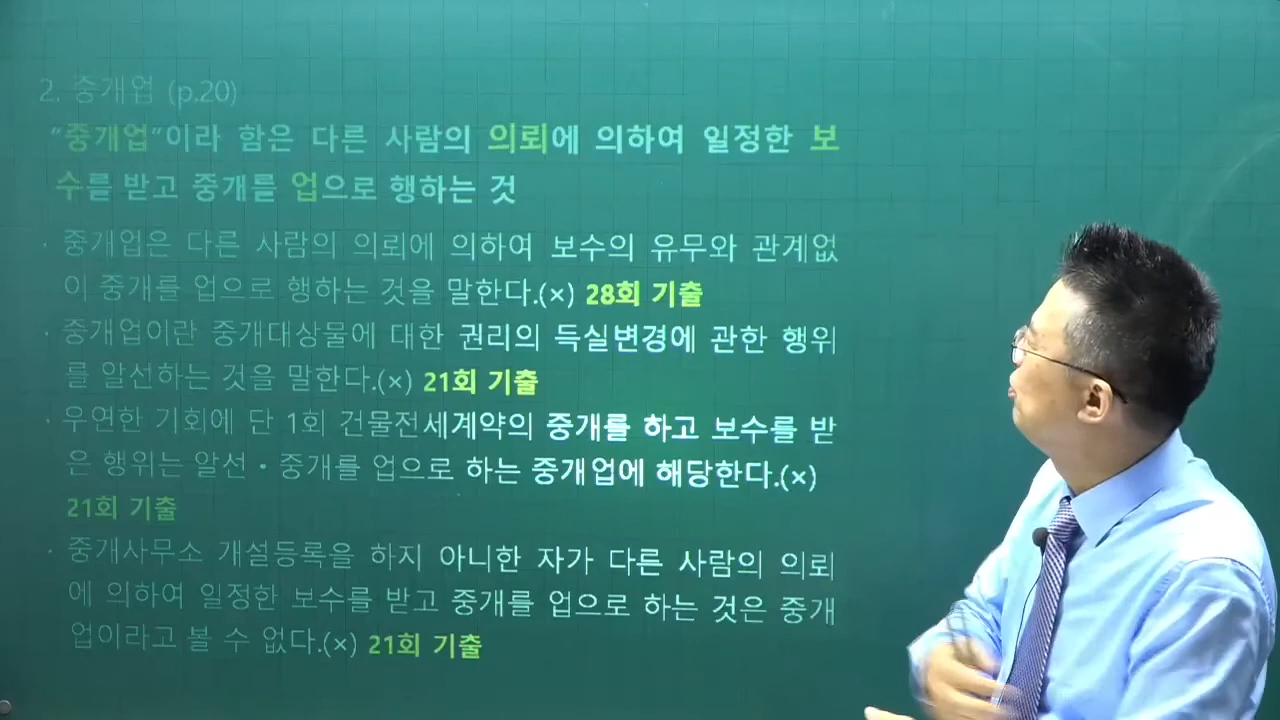 2. 중개업 (p.20)
“중개업”이라 함은 다른 사람의 의뢰에 의하여 일정한 보
수를 받고 중개를 업으로 행하는 것
· 중개업은 다른 사람의 의뢰에 의하여 보수의 유무와 관계없
이 중개를 업으로 행하는 것을 말한다.(×) 28회 기출
· 중개업이란 중개대상물에 대한 권리의 득실변경에 관한 행위
를 알선하는 것을 말한다.(×) 21회 기출
· 우연한 기회에 단 1회 건물전세계약의 중개를 하고 보수를 받
은 행위는 알선・중개를 업으로 하는 중개업에 해당한다.(×)
21회 기출
· 중개사무소 개설등록을 하지 아니한 자가 다른 사람의 의뢰
에 의하여 일정한 보수를 받고 중개를 업으로 하는 것은 중개
업이라고 볼 수 없다.(×) 21회 기출